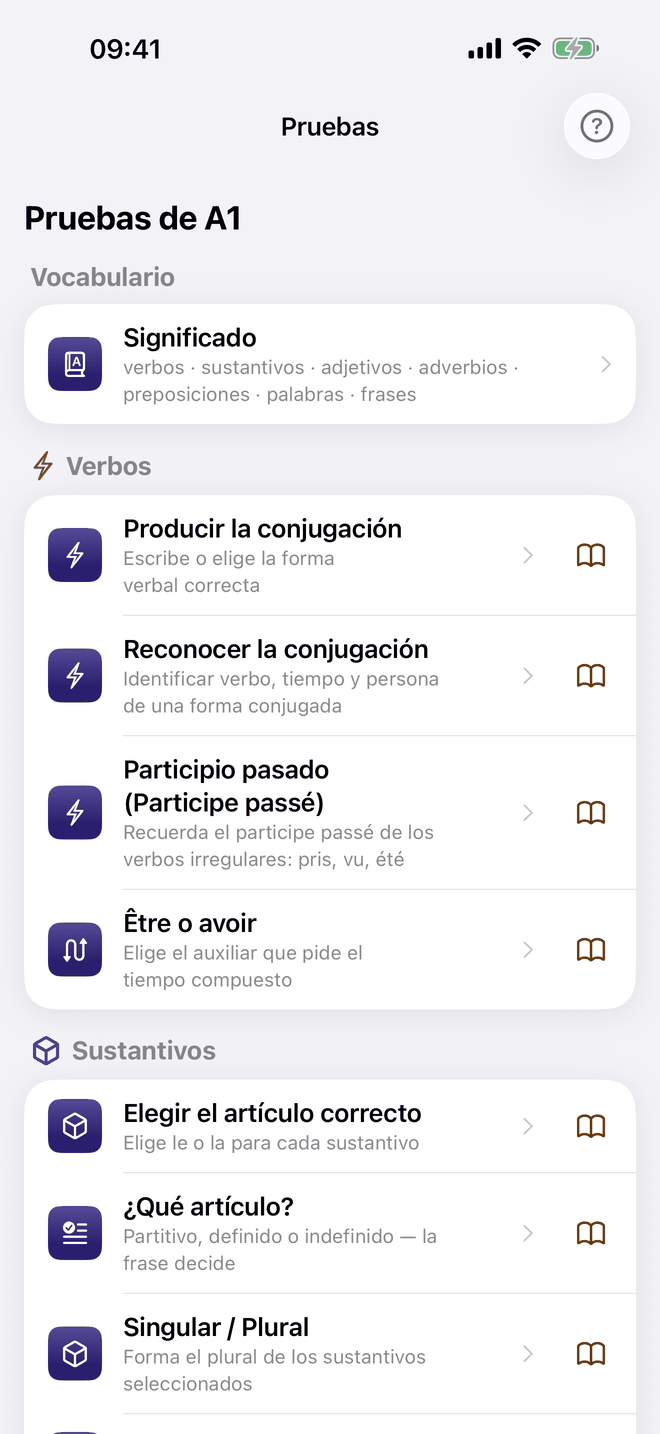 09:41
Pruebas
Pruebas de A1
Vocabulario
Significado
verbos · sustantivos · adjetivos · adverbios ·
preposiciones · palabras · frases
Verbos
Producir la conjugación
Escribe o elige la forma
verbal correcta
Reconocer la conjugación
Identificar verbo, tiempo y persona
de una forma conjugada
Participio pasado
(Participe passé)
Recuerda el participe passé de los
verbos irregulares: pris, vu, été
Être o avoir
Elige el auxiliar que pide el
tiempo compuesto
Sustantivos
Elegir el artículo correcto
Elige le o la para cada sustantivo
¿Qué artículo?
Partitivo, definido o indefinido — la
frase decide
Singular / Plural
Forma el plural de los sustantivos
seleccionados